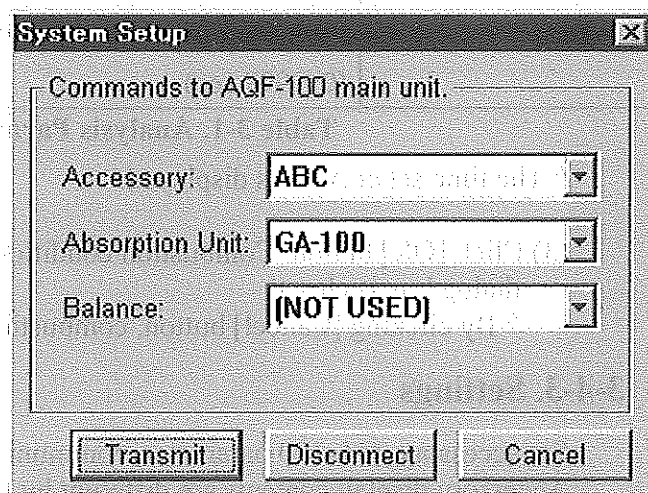 System Setup
Commands to AQF-100 main unit.
Accessory: ABC
Absorption Unit: GA-100
Balance: (NOT USED)
Transmit Disconnect Cancel